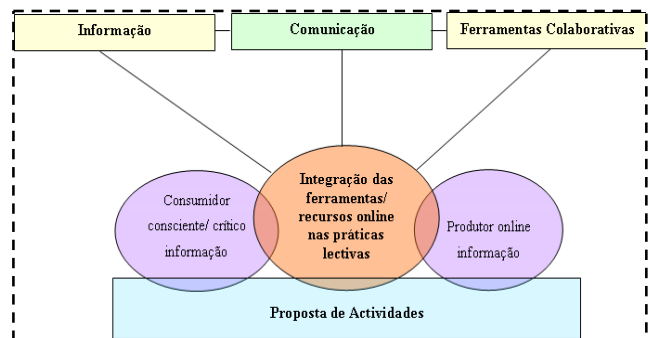 Informação
Comunicação
Ferramentas Colaborativas
Integração das
ferramentas/
recursos online
nas práticas
lectivas
Consumidor
consciente/ crítico
informação
Produtor online
informação
Proposta de Actividades